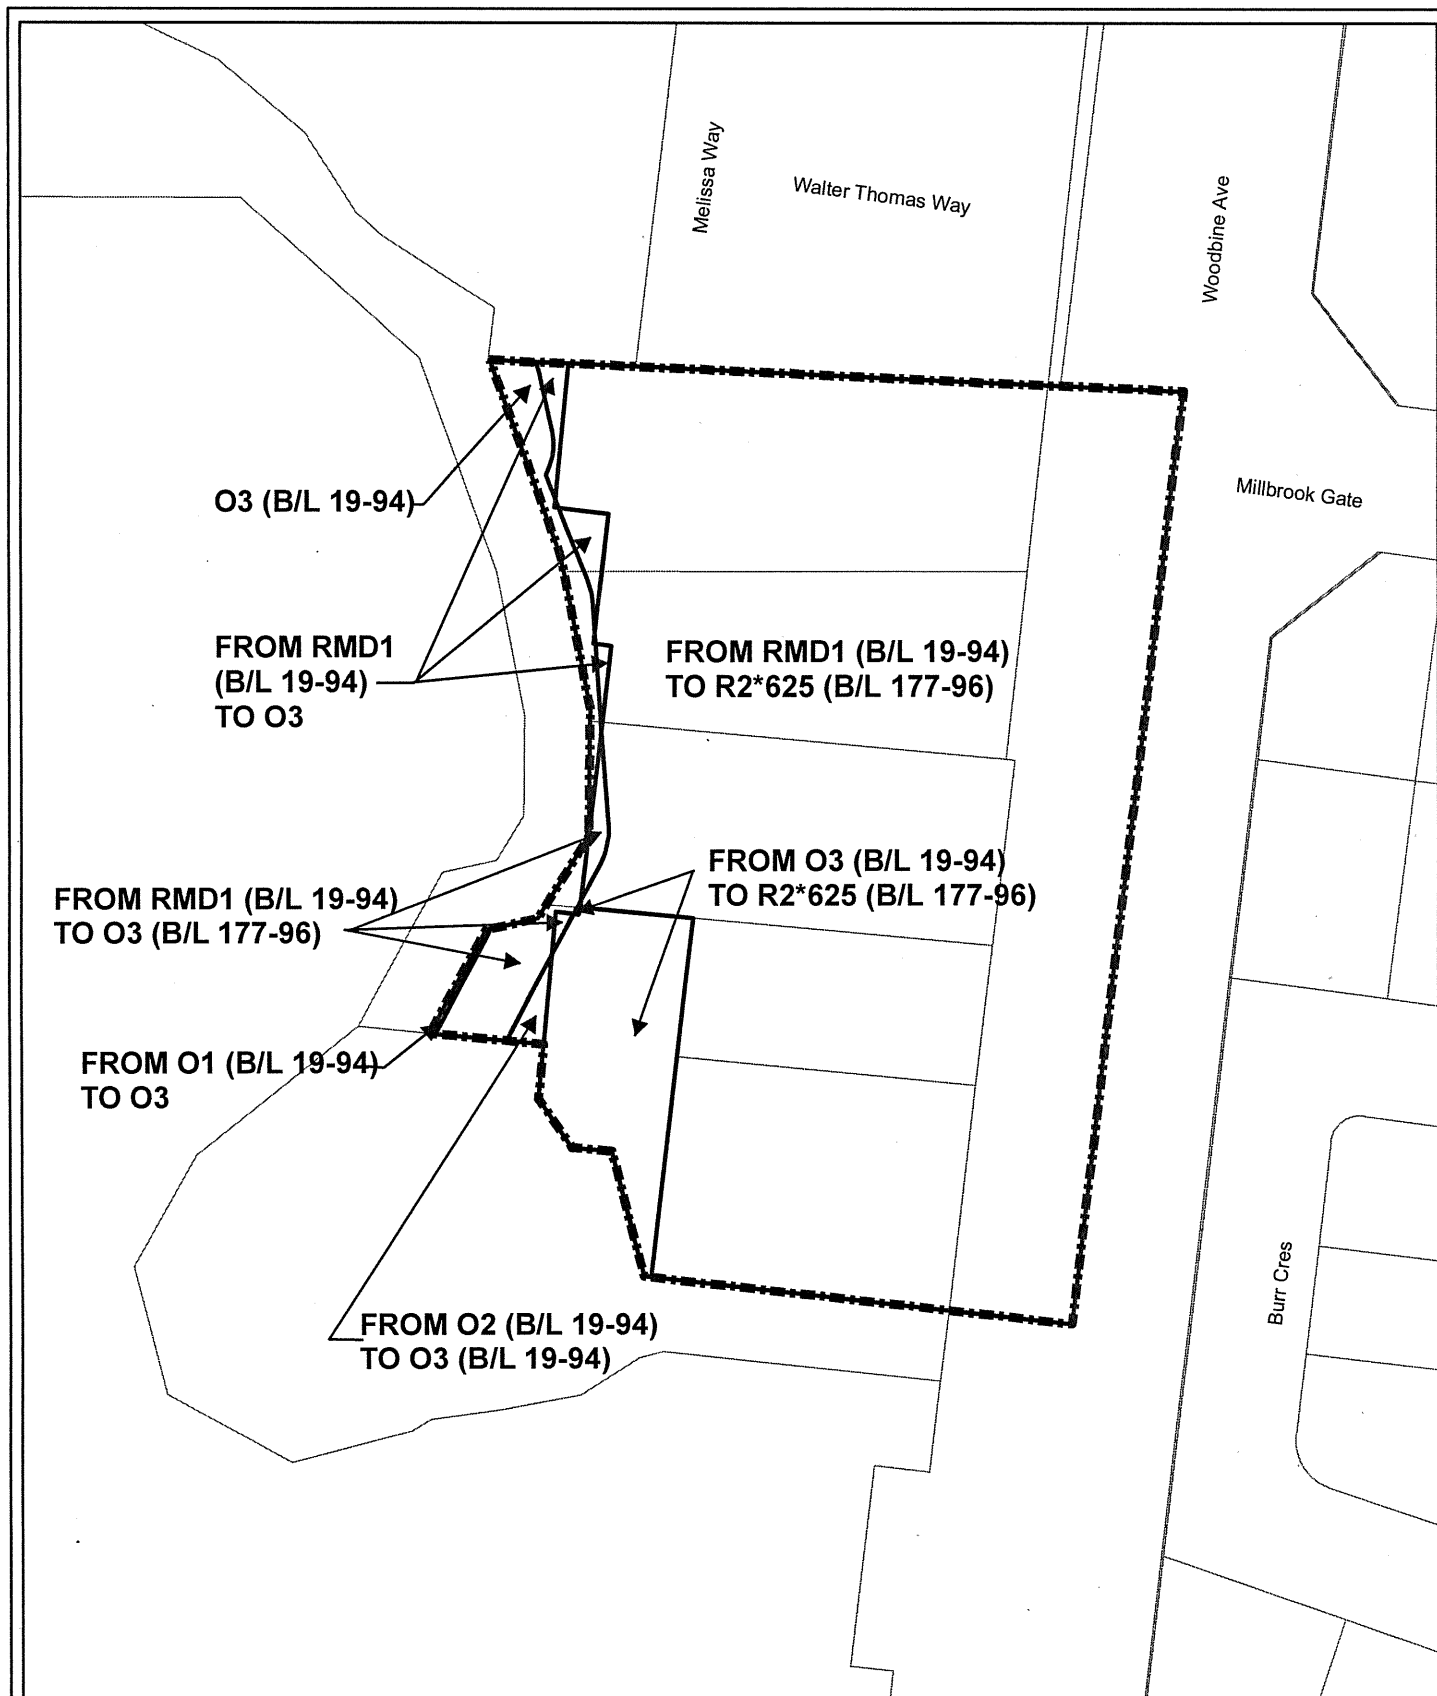 Melissa Way
Walter Thomas Way
Woodbine Ave
Millbrook Gate
O3 (B/L 19-94)
FROM RMD1
(B/L 19-94)
TO O3
FROM RMD1 (B/L 19-94)
TO R2*625 (B/L 177-96)
FROM O3 (B/L 19-94)
TO R2*625 (B/L 177-96)
FROM RMD1 (B/L 19-94)
TO O3 (B/L 177-96)
FROM O1 (B/L 19-94)
TO O3
Burr Cres
FROM O2 (B/L 19-94)
TO O3 (B/L 19-94)